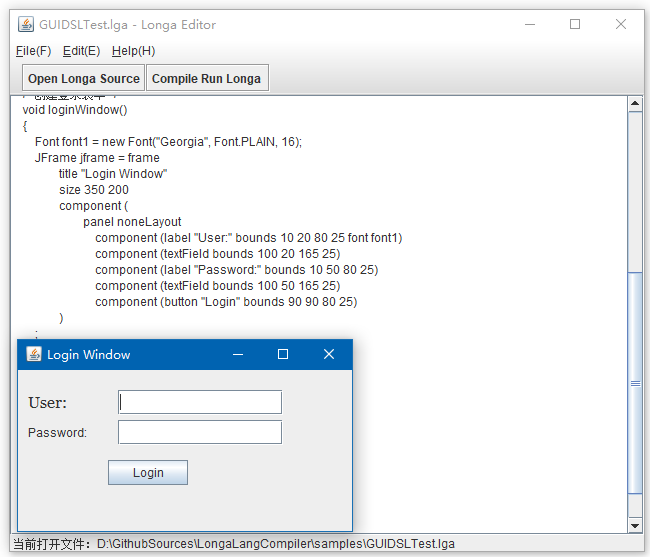 GUIDSLTest.lga - Longa Editor
File(F) Edit(E) Help(H)
Open Longa Source Compile Run Longa
void loginWindow()
{
Font font1 = new Font("Georgia", Font.PLAIN, 16);
JFrame jframe = frame
title "Login Window"
size 350 200
component (
panel noneLayout
component (label "User:" bounds 10 20 80 25 font font1)
component (textField bounds 100 20 165 25)
component (label "Password:" bounds 10 50 80 25)
component (textField bounds 100 50 165 25)
component (button "Login" bounds 90 90 80 25)
)
;
Login Window
User:
Password:
Login
当前打开文件：D:\GithubSources\LongaLangCompiler\samples\GUIDSLTest.lga